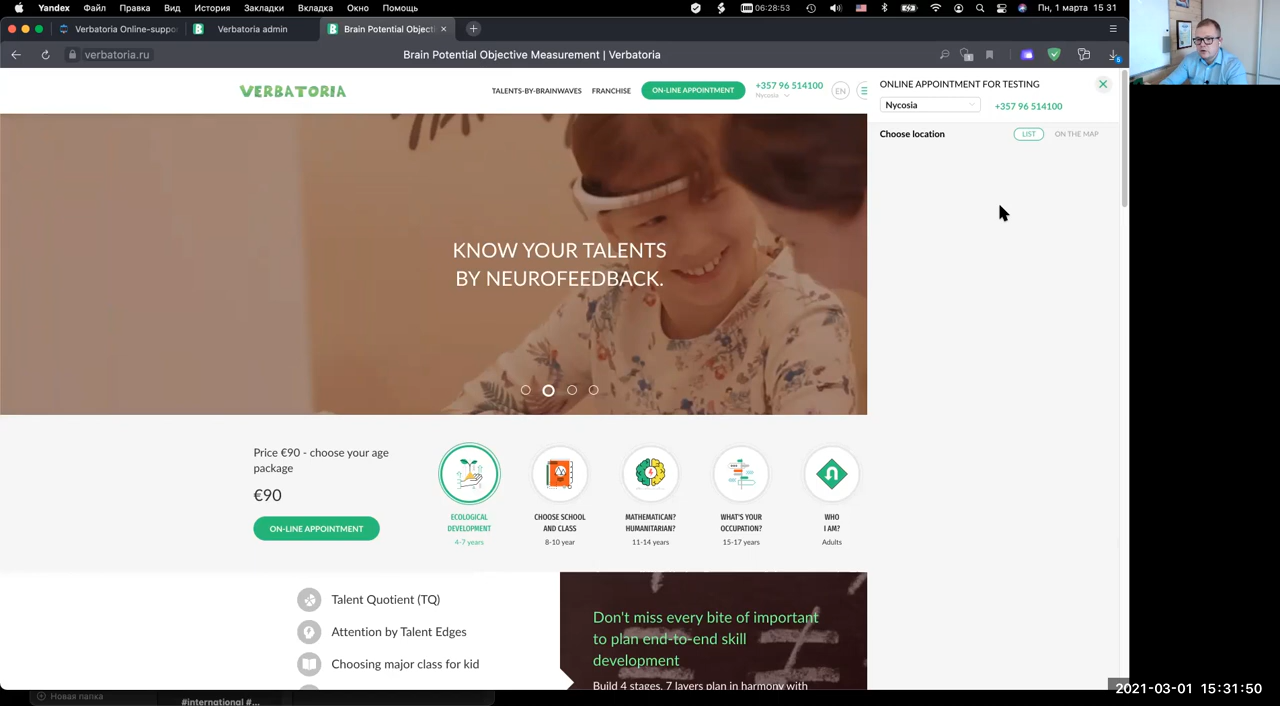 Yandex Файл Правка Вид История Закладки Вкладка Окно Помощь 06:28:53 Пн, 1 марта 15 31
Verbatoria Online-suppo
Verbatoria admin
Brain Potential Objecti
verbatoria.ru
Brain Potential Objective Measurement | Verbatoria
VERBATORIA
TALENTS-BY-BRAINWAVES
FRANCHISE
ON-LINE APPOINTMENT
+357 96 514100
Nycosia
EN
ONLINE APPOINTMENT FOR TESTING
Nycosia
+357 96 514100
Choose location
LIST
ON THE MAP
KNOW YOUR TALENTS
BY NEUROFEEDBACK.
Price €90 - choose your age
package
€90
ON-LINE APPOINTMENT
ECOLOGICAL
DEVELOPMENT
4-7 years
CHOOSE SCHOOL
AND CLASS
8-10 year
MATHEMATICAN?
HUMANITARIAN?
11-14 years
WHAT'S YOUR
OCCUPATION?
15-17 years
WHO
I AM?
Adults
Talent Quotient (TQ)
Attention by Talent Edges
Choosing major class for kid
Don't miss every bite of important
to plan end-to-end skill
development
Build 4 stages, 7 layers plan in harmony with
Новая папка
#international #...
2021-03-01 15:31:50